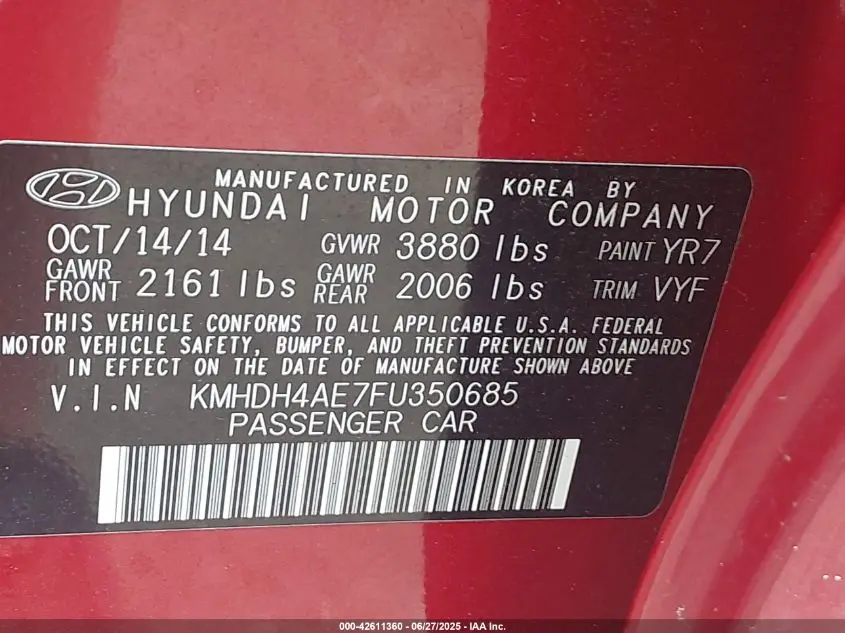 MANUFACTURED IN KOREA BY
HYUNDAI MOTOR COMPANY
OCT/14/14 GVWR 3880 lbs PAINT YR7
GAWR FRONT 2161 lbs GAWR REAR 2006 lbs TRIM VYF
THIS VEHICLE CONFORMS TO ALL APPLICABLE U.S.A. FEDERAL
MOTOR VEHICLE SAFETY, BUMPER, AND THEFT PREVENTION STANDARDS
IN EFFECT ON THE DATE OF MANUFACTURE SHOWN ABOVE
V.I.N KMHDH4AE7FU350685
PASSENGER CAR
000-42611360 - 06/27/2025 - IAA Inc.